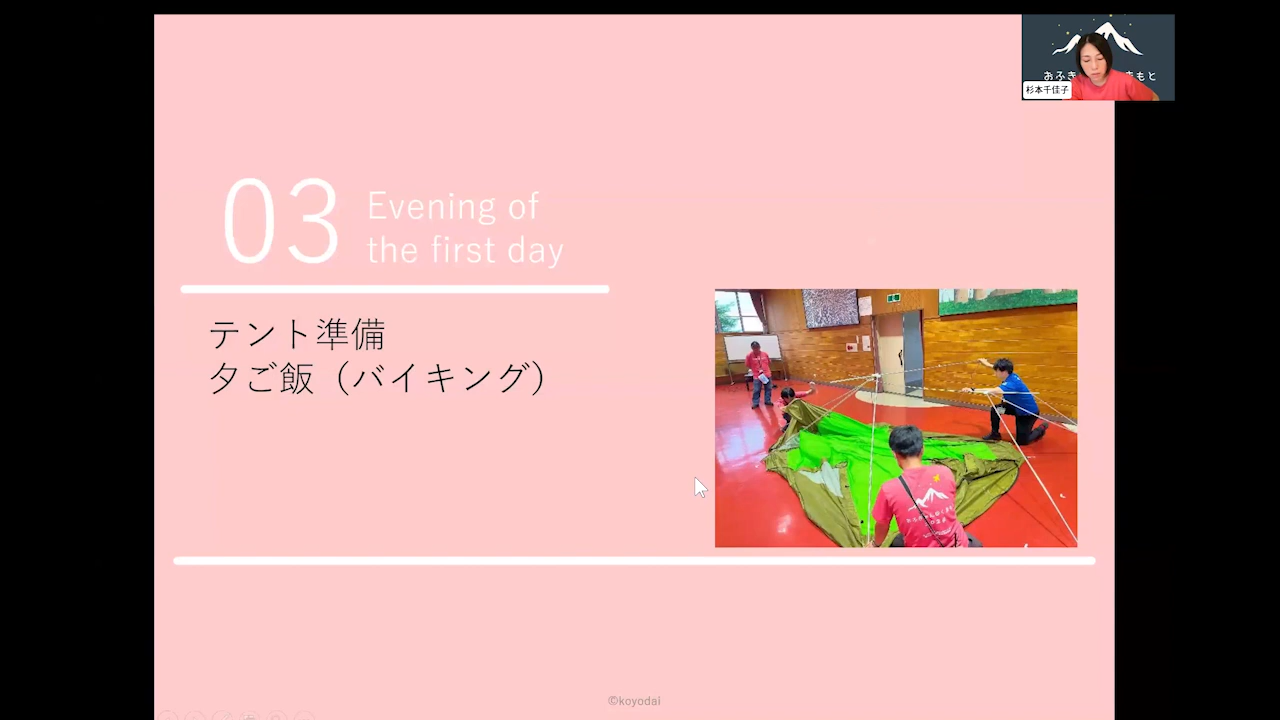 03
Evening of
the first day
テント準備
夕ご飯（バイキング）
©koyodai
杉本千佳子